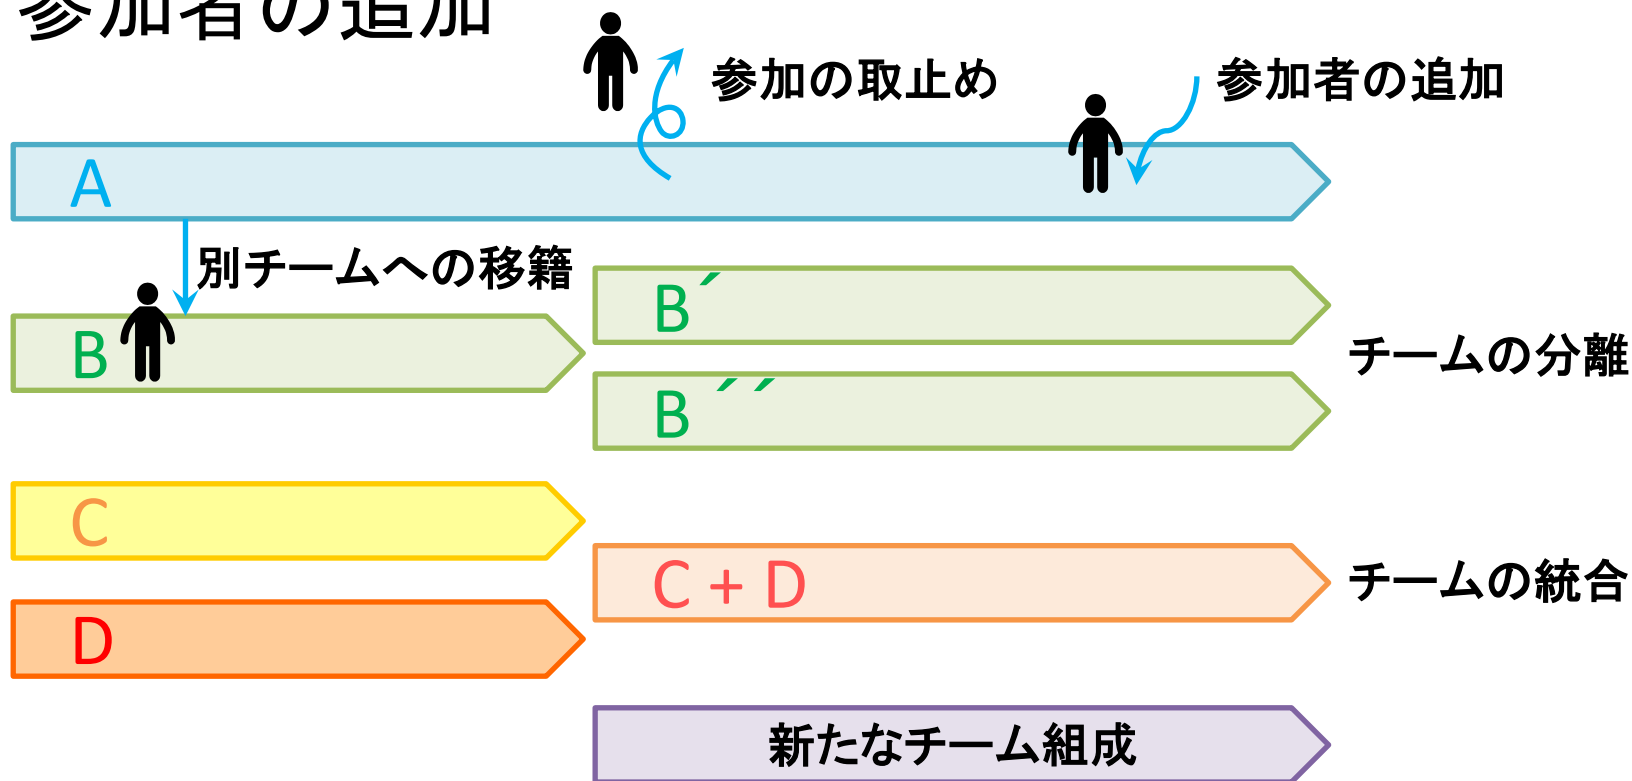 参加者の追加
参加の取止め
参加者の追加
A
別チームへの移籍
B
B´
B ´´
チームの分離
C
C + D
チームの統合
D
新たなチーム組成